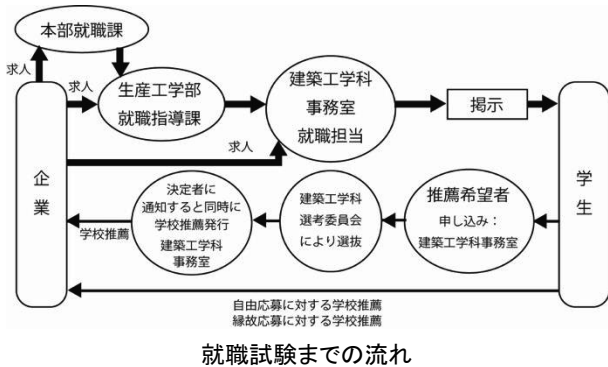 本部就職課
求人
求人
生産工学部
就職指導課
建築工学科
事務室
就職担当
掲示
求人
企業
学生
決定者に
通知すると同時に
学校推薦発行
建築工学科
事務室
建築工学科
選考委員会
により選抜
推薦希望者
申し込み：
建築工学科事務室
学校推薦
自由応募に対する学校推薦
縁故応募に対する学校推薦
就職試験までの流れ